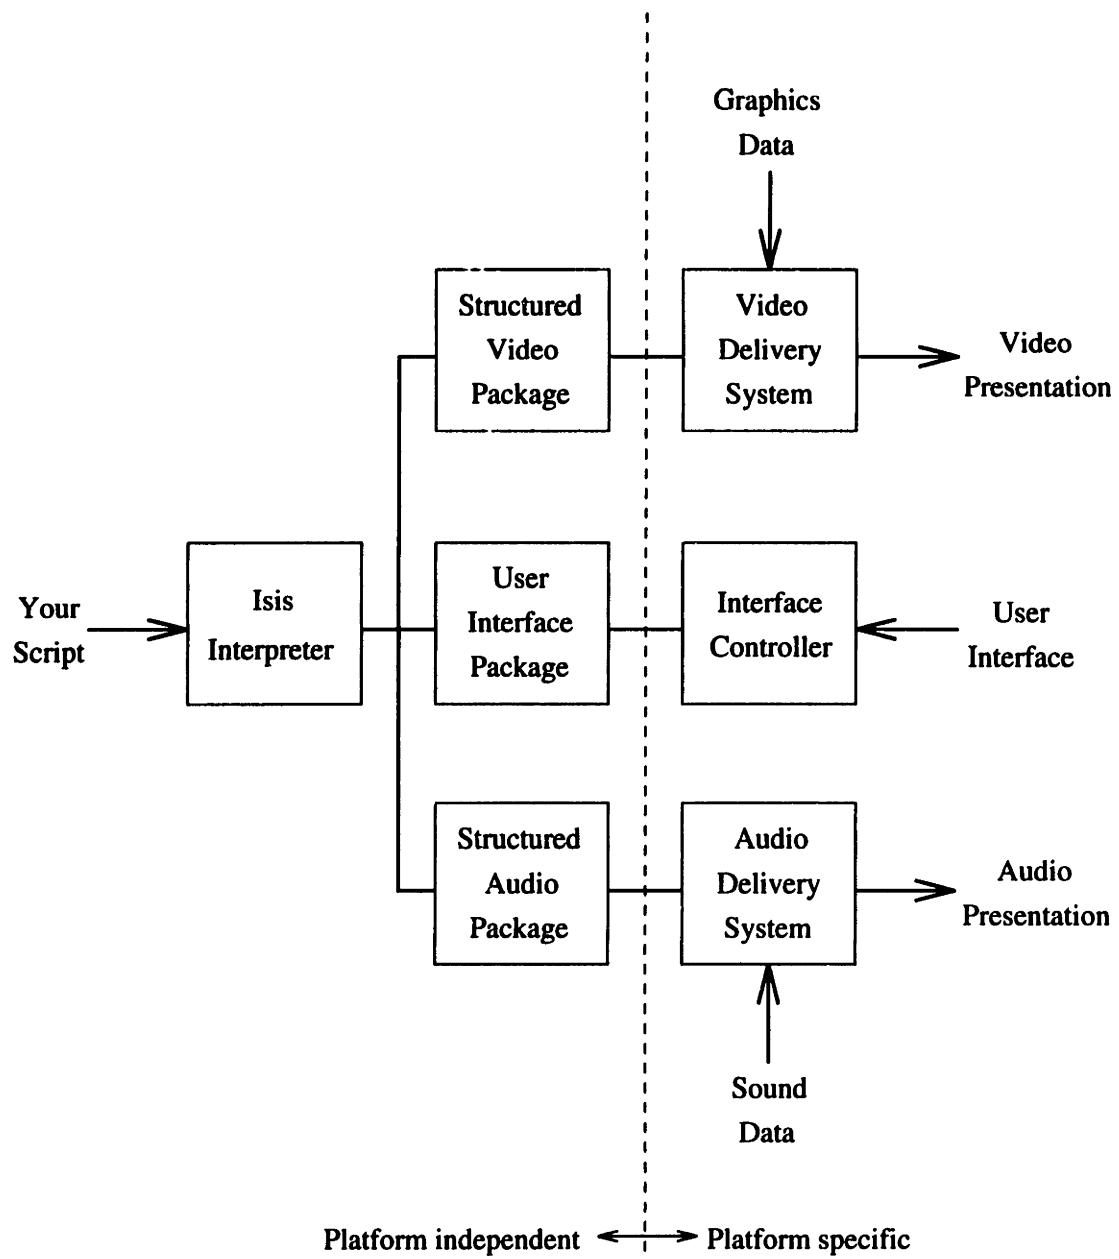 Graphics
Data
Structured
Video
Package
Video
Delivery
System
Video
Presentation
Your
Script
Isis
Interpreter
User
Interface
Package
Interface
Controller
User
Interface
Structured
Audio
Package
Audio
Delivery
System
Audio
Presentation
Sound
Data
Platform independent
Platform specific